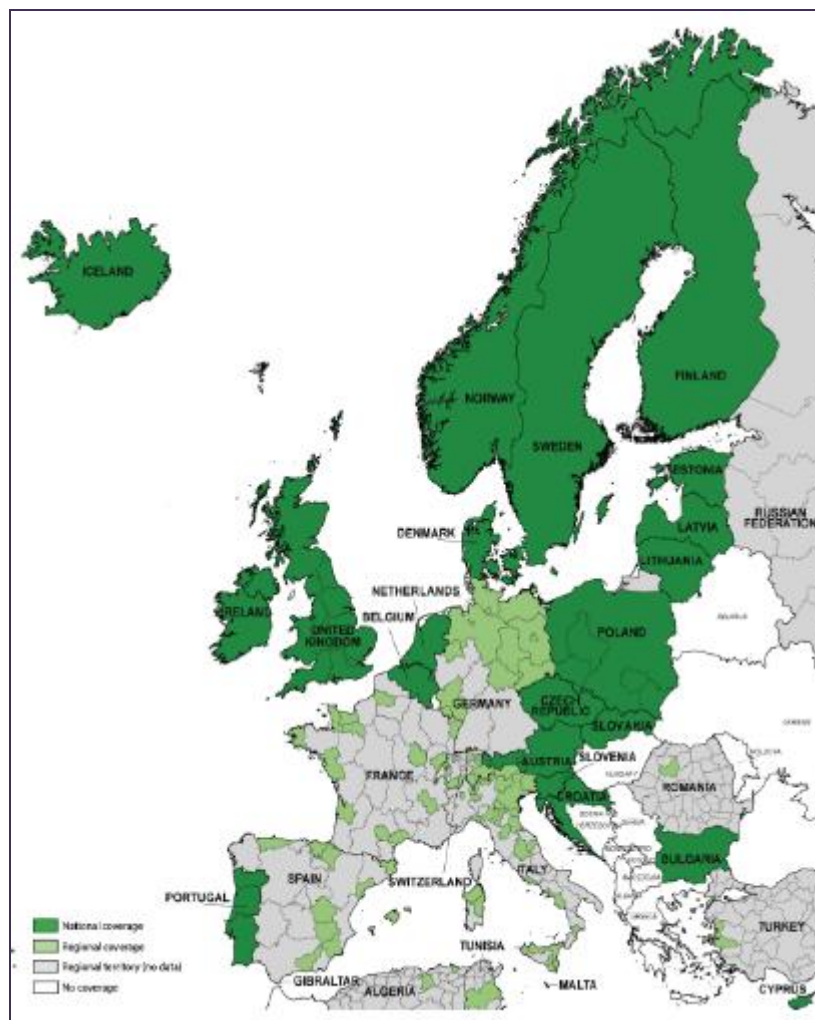 ICELAND
FINLAND
NORWAY
SWEDEN
ESTONIA
RUSSIAN
FEDERATION
LATVIA
DENMARK
LITHUANIA
NETHERLANDS
BELGIUM
IRELAND
UNITED
KINGDOM
POLAND
GERMANY
CZECH
REPUBLIC
SLOVAKIA
SLOVENIA
AUSTRIA
FRANCE
CROATIA
ROMANIA
BULGARIA
SPAIN
ITALY
SWITZERLAND
PORTUGAL
TURKEY
TUNISIA
GIBRALTAR
ALGERIA
MALTA
CYPRUS
National coverage
Regional coverage
Regional territory (no data)
No coverage